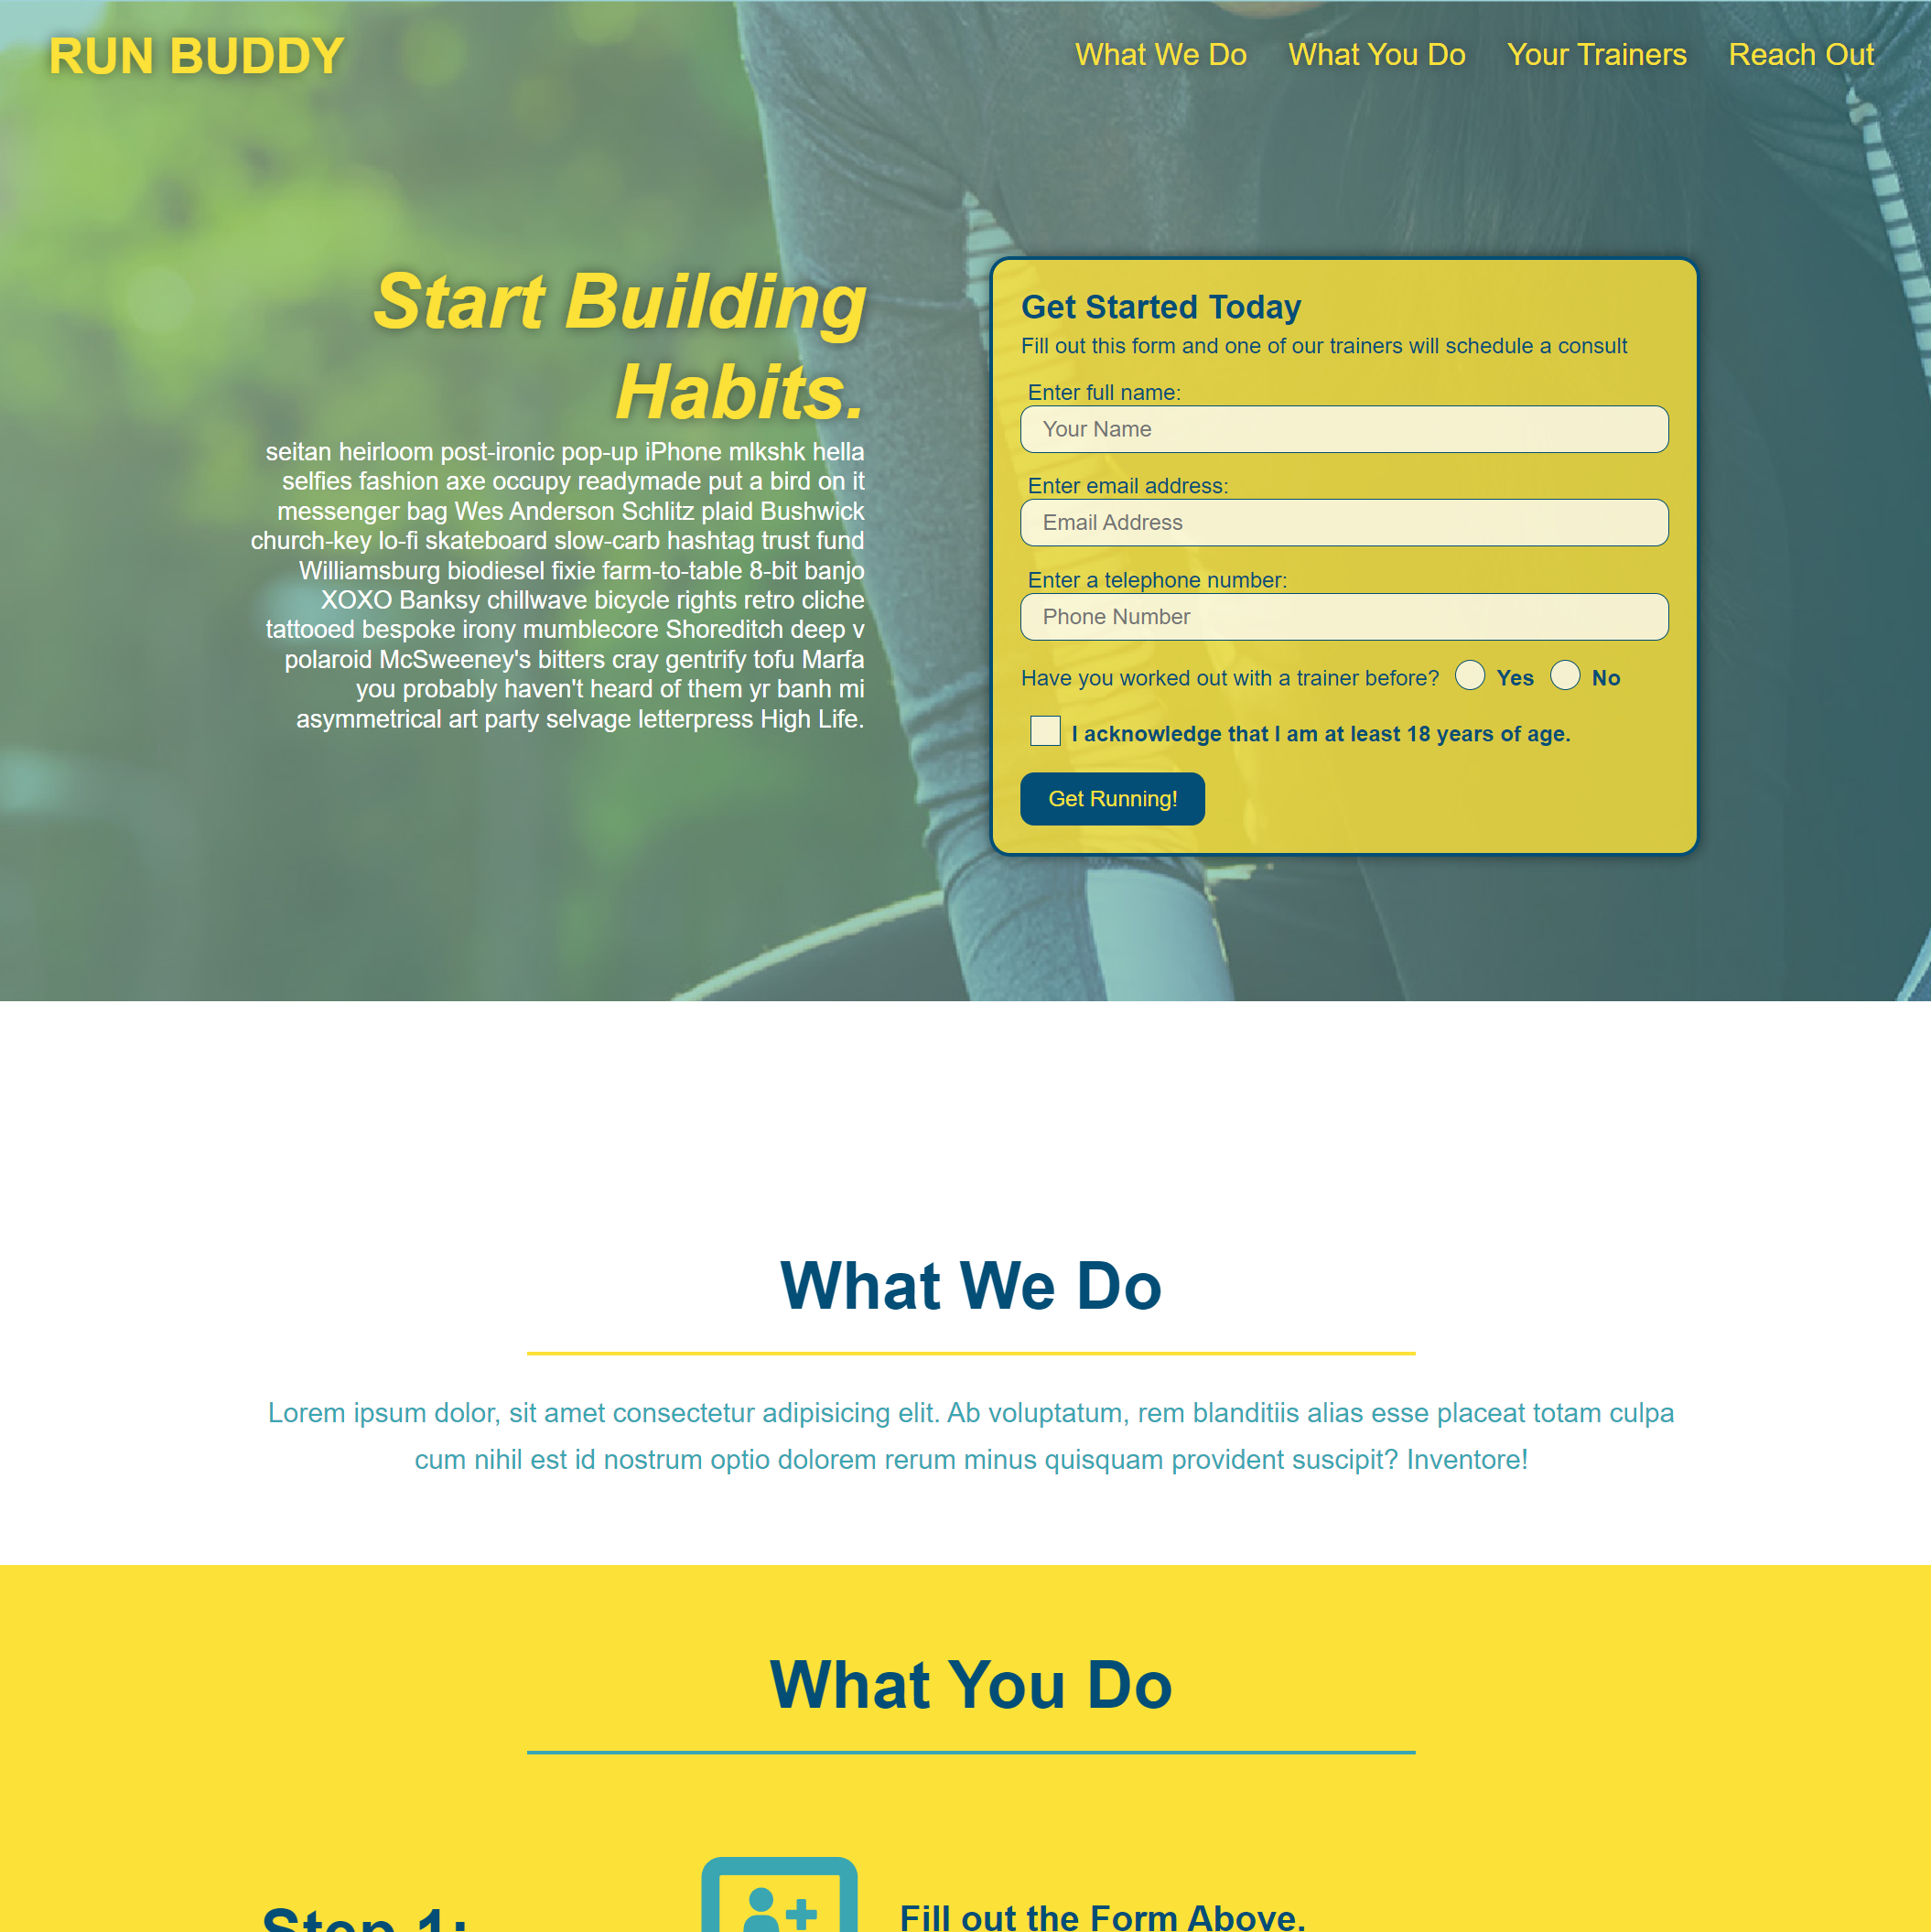 RUN BUDDY
What We Do What You Do Your Trainers Reach Out
Start Building
Habits.
seitan heirloom post-ironic pop-up iPhone mlkshk hella
selfies fashion axe occupy readymade put a bird on it
messenger bag Wes Anderson Schlitz plaid Bushwick
church-key lo-fi skateboard slow-carb hashtag trust fund
Williamsburg biodiesel fixie farm-to-table 8-bit banjo
XOXO Banksy chillwave bicycle rights retro cliche
tattooed bespoke irony mumblecore Shoreditch deep v
polaroid McSweeney's bitters cray gentrify tofu Marfa
you probably haven't heard of them yr banh mi
asymmetrical art party selvage letterpress High Life.
Get Started Today
Fill out this form and one of our trainers will schedule a consult
Enter full name:
Your Name
Enter email address:
Email Address
Enter a telephone number:
Phone Number
Have you worked out with a trainer before? Yes No
I acknowledge that I am at least 18 years of age.
Get Running!
What We Do
Lorem ipsum dolor, sit amet consectetur adipisicing elit. Ab voluptatum, rem blanditiis alias esse placeat totam culpa
cum nihil est id nostrum optio dolorem rerum minus quisquam provident suscipit? Inventore!
What You Do
Step 1:
Fill out the Form Above.